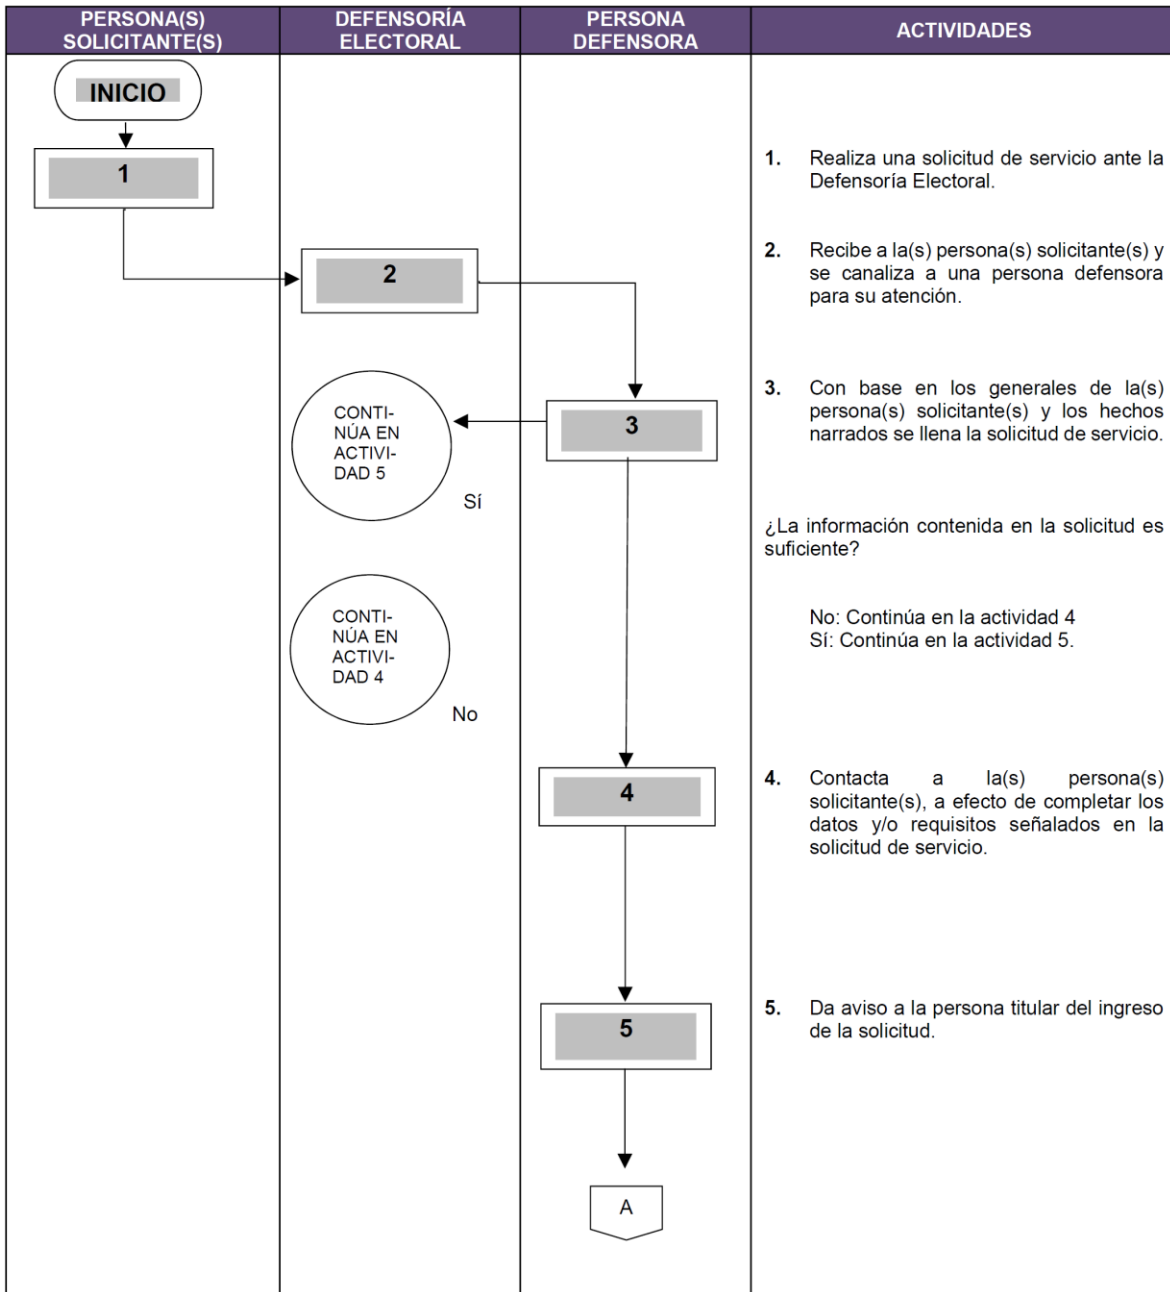 PERSONA(S)
SOLICITANTE(S)
DEFENSORÍA
ELECTORAL
PERSONA
DEFENSORA
ACTIVIDADES
INICIO
1
1. Realiza una solicitud de servicio ante la
Defensoría Electoral.
2
2. Recibe a la(s) persona(s) solicitante(s) y
se canaliza a una persona defensora
para su atención.
CONTI-
NÚA EN
ACTIVI-
DAD 5
Sí
3
3. Con base en los generales de la(s)
persona(s) solicitante(s) y los hechos
narrados se llena la solicitud de servicio.
¿La información contenida en la solicitud es
suficiente?
CONTI-
NÚA EN
ACTIVI-
DAD 4
No
No: Continúa en la actividad 4
Sí: Continúa en la actividad 5.
4
4. Contacta a la(s) persona(s)
solicitante(s), a efecto de completar los
datos y/o requisitos señalados en la
solicitud de servicio.
5
5. Da aviso a la persona titular del ingreso
de la solicitud.
A